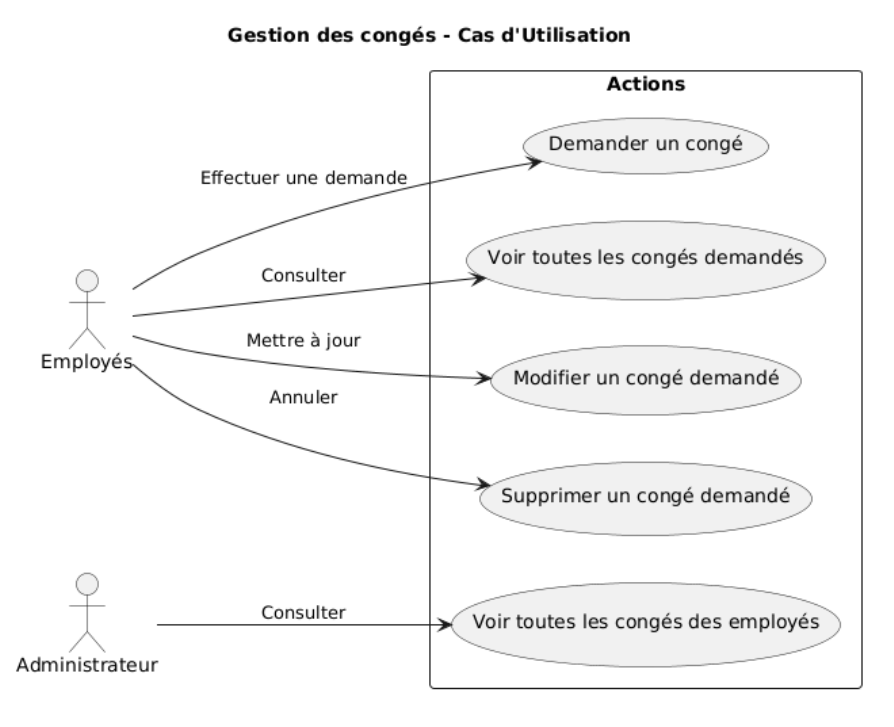 Gestion des congés - Cas d'Utilisation
Actions
Demander un congé
Effectuer une demande
Voir toutes les congés demandés
Consulter
Mettre à jour
Employés
Modifier un congé demandé
Annuler
Supprimer un congé demandé
Consulter
Voir toutes les congés des employés
Administrateur